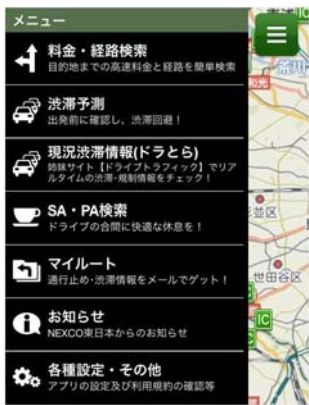 メニュー
料金・経路検索
目的地までの高速料金と経路を簡単検索
渋滞予測
出発前に確認し、渋滞回避！
現況渋滞情報(ドラとら)
姉妹サイト【ドライブトラフィック】でリア
ルタイムの渋滞・規制情報をチェック！
SA・PA検索
ドライブの合間に快適な休息を！
マイルート
通行止め・渋滞情報をメールでゲット！
お知らせ
NEXCO東日本からのお知らせ
各種設定・その他
アプリの設定及び利用規約の確認等
IC
荒川
和光
並区
世田谷区
IC
IC